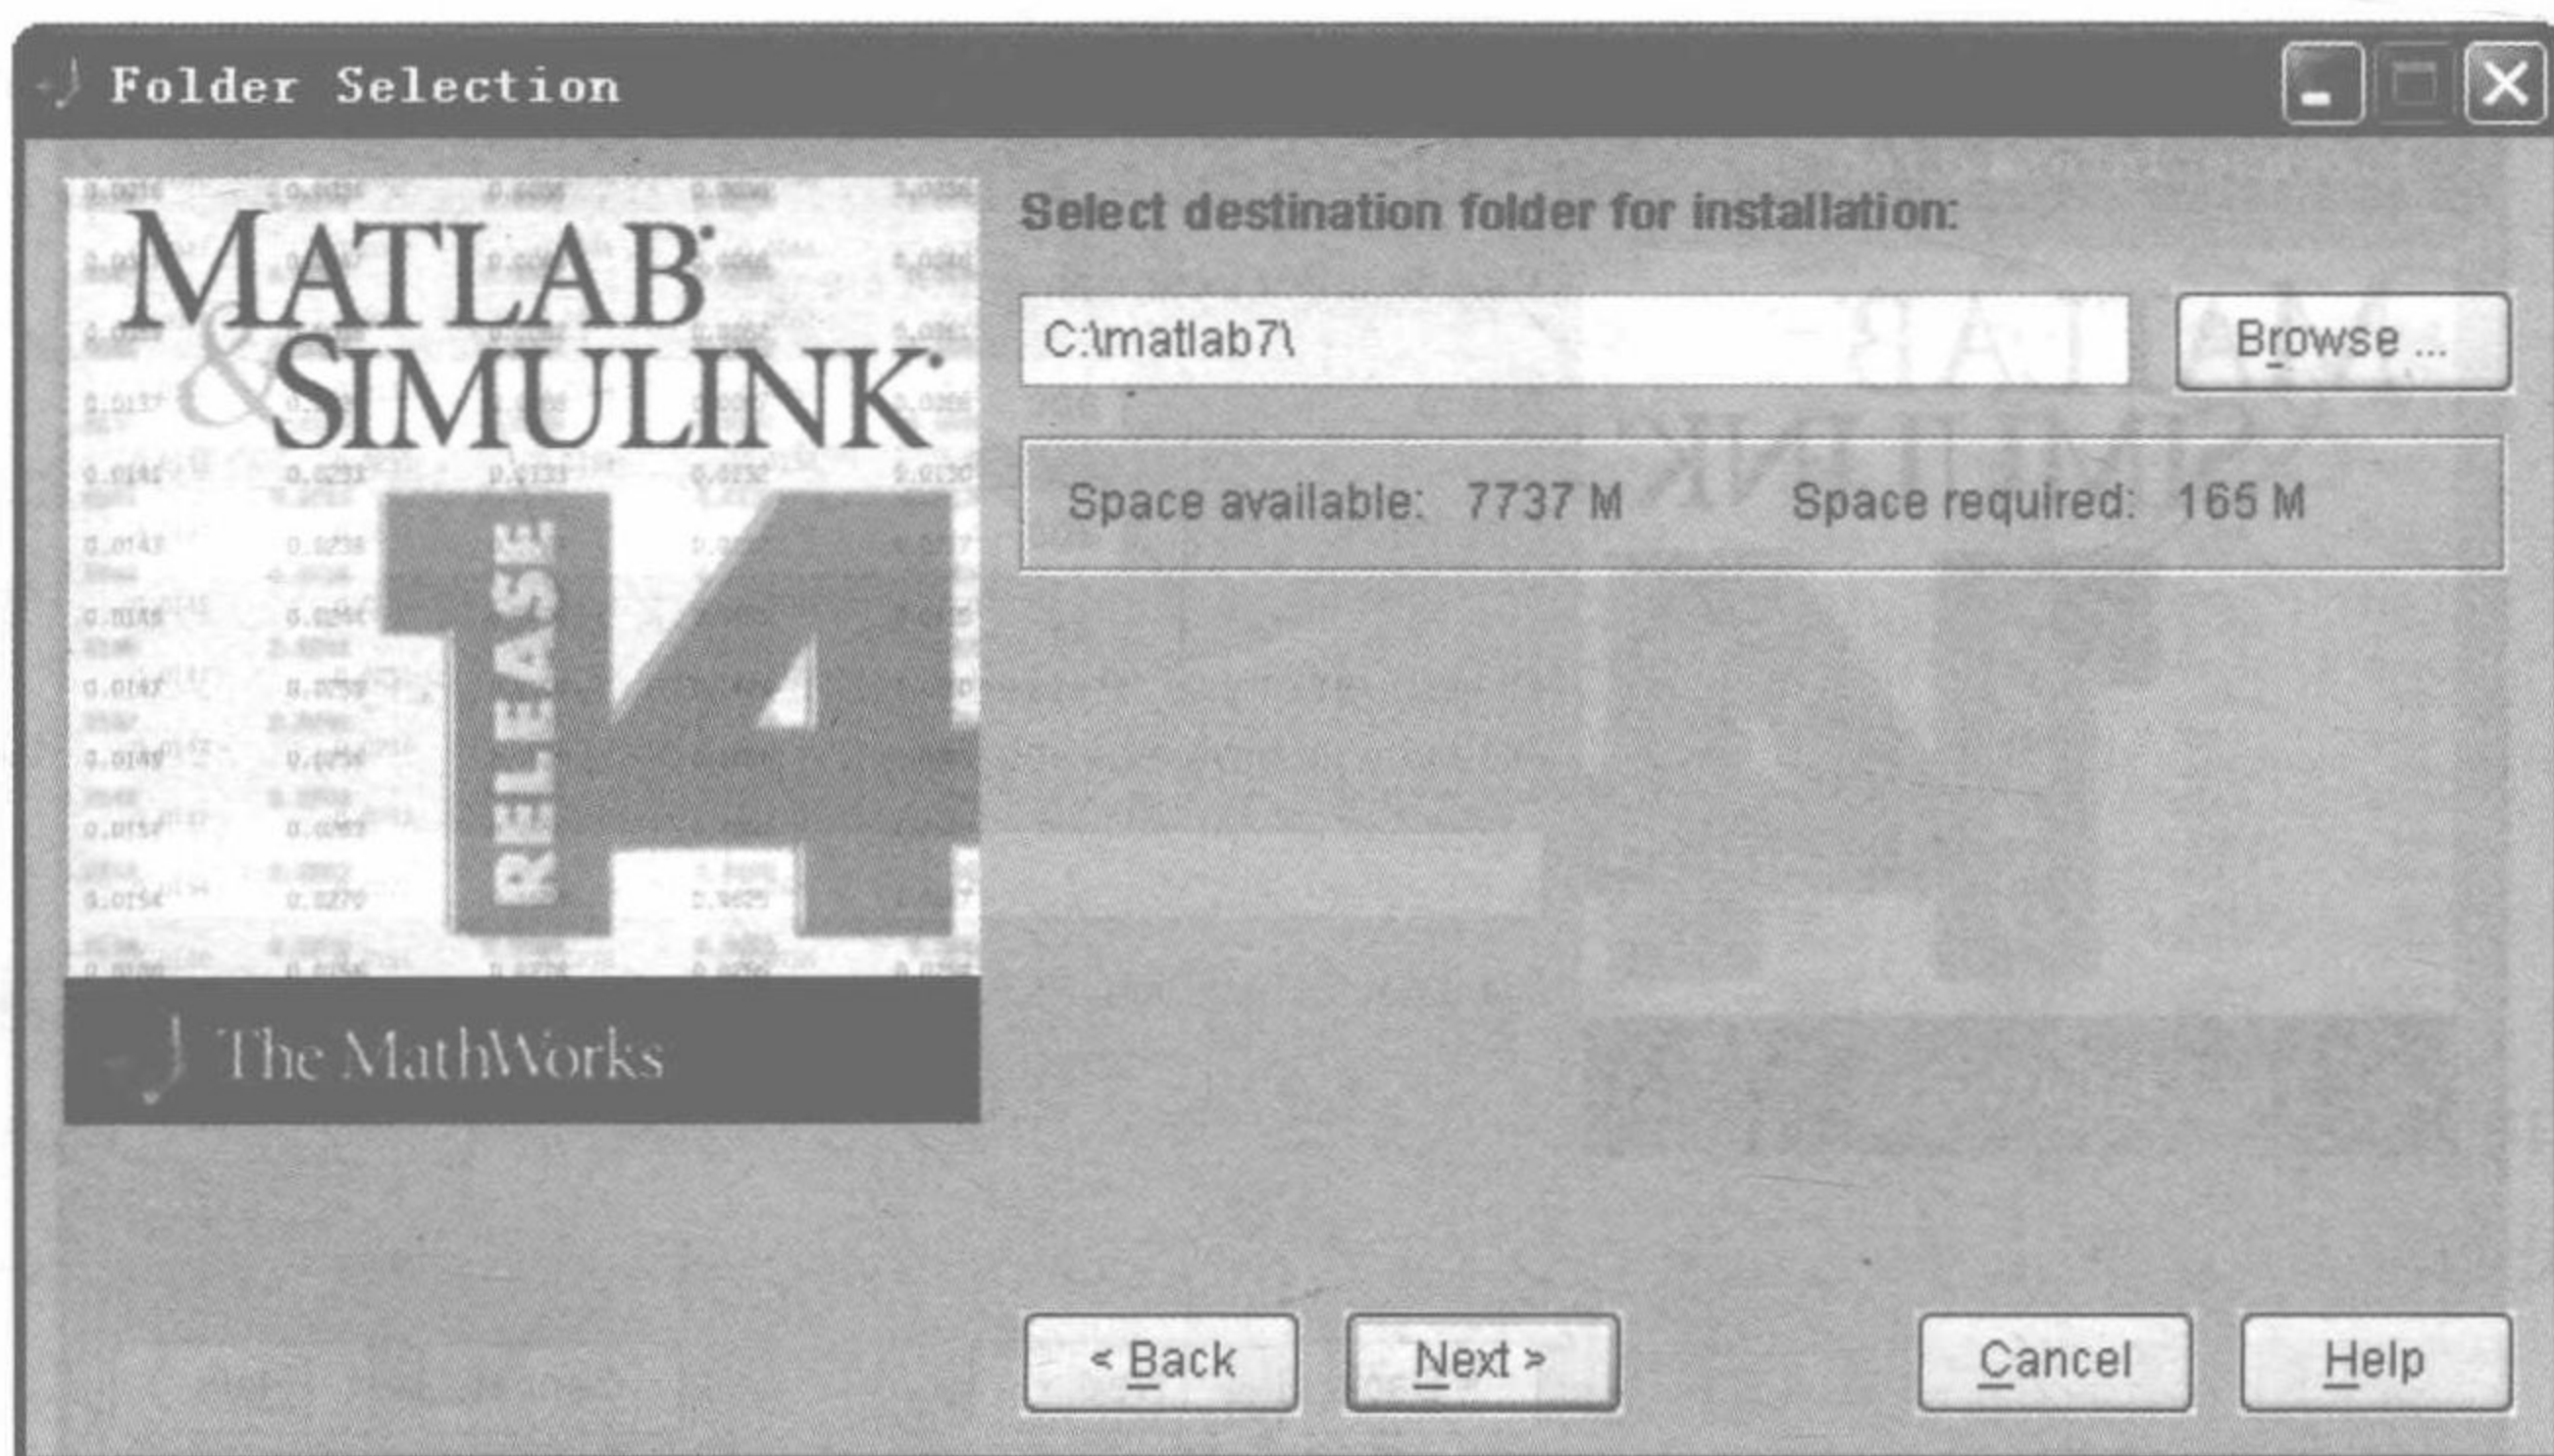 Folder Selection
MATLAB
& SIMULINK
RELEASE
14
The MathWorks
Select destination folder for installation:
C:\matlab7\
Browse ...
Space available: 7737 M Space required: 165 M
< Back
Next >
Cancel
Help